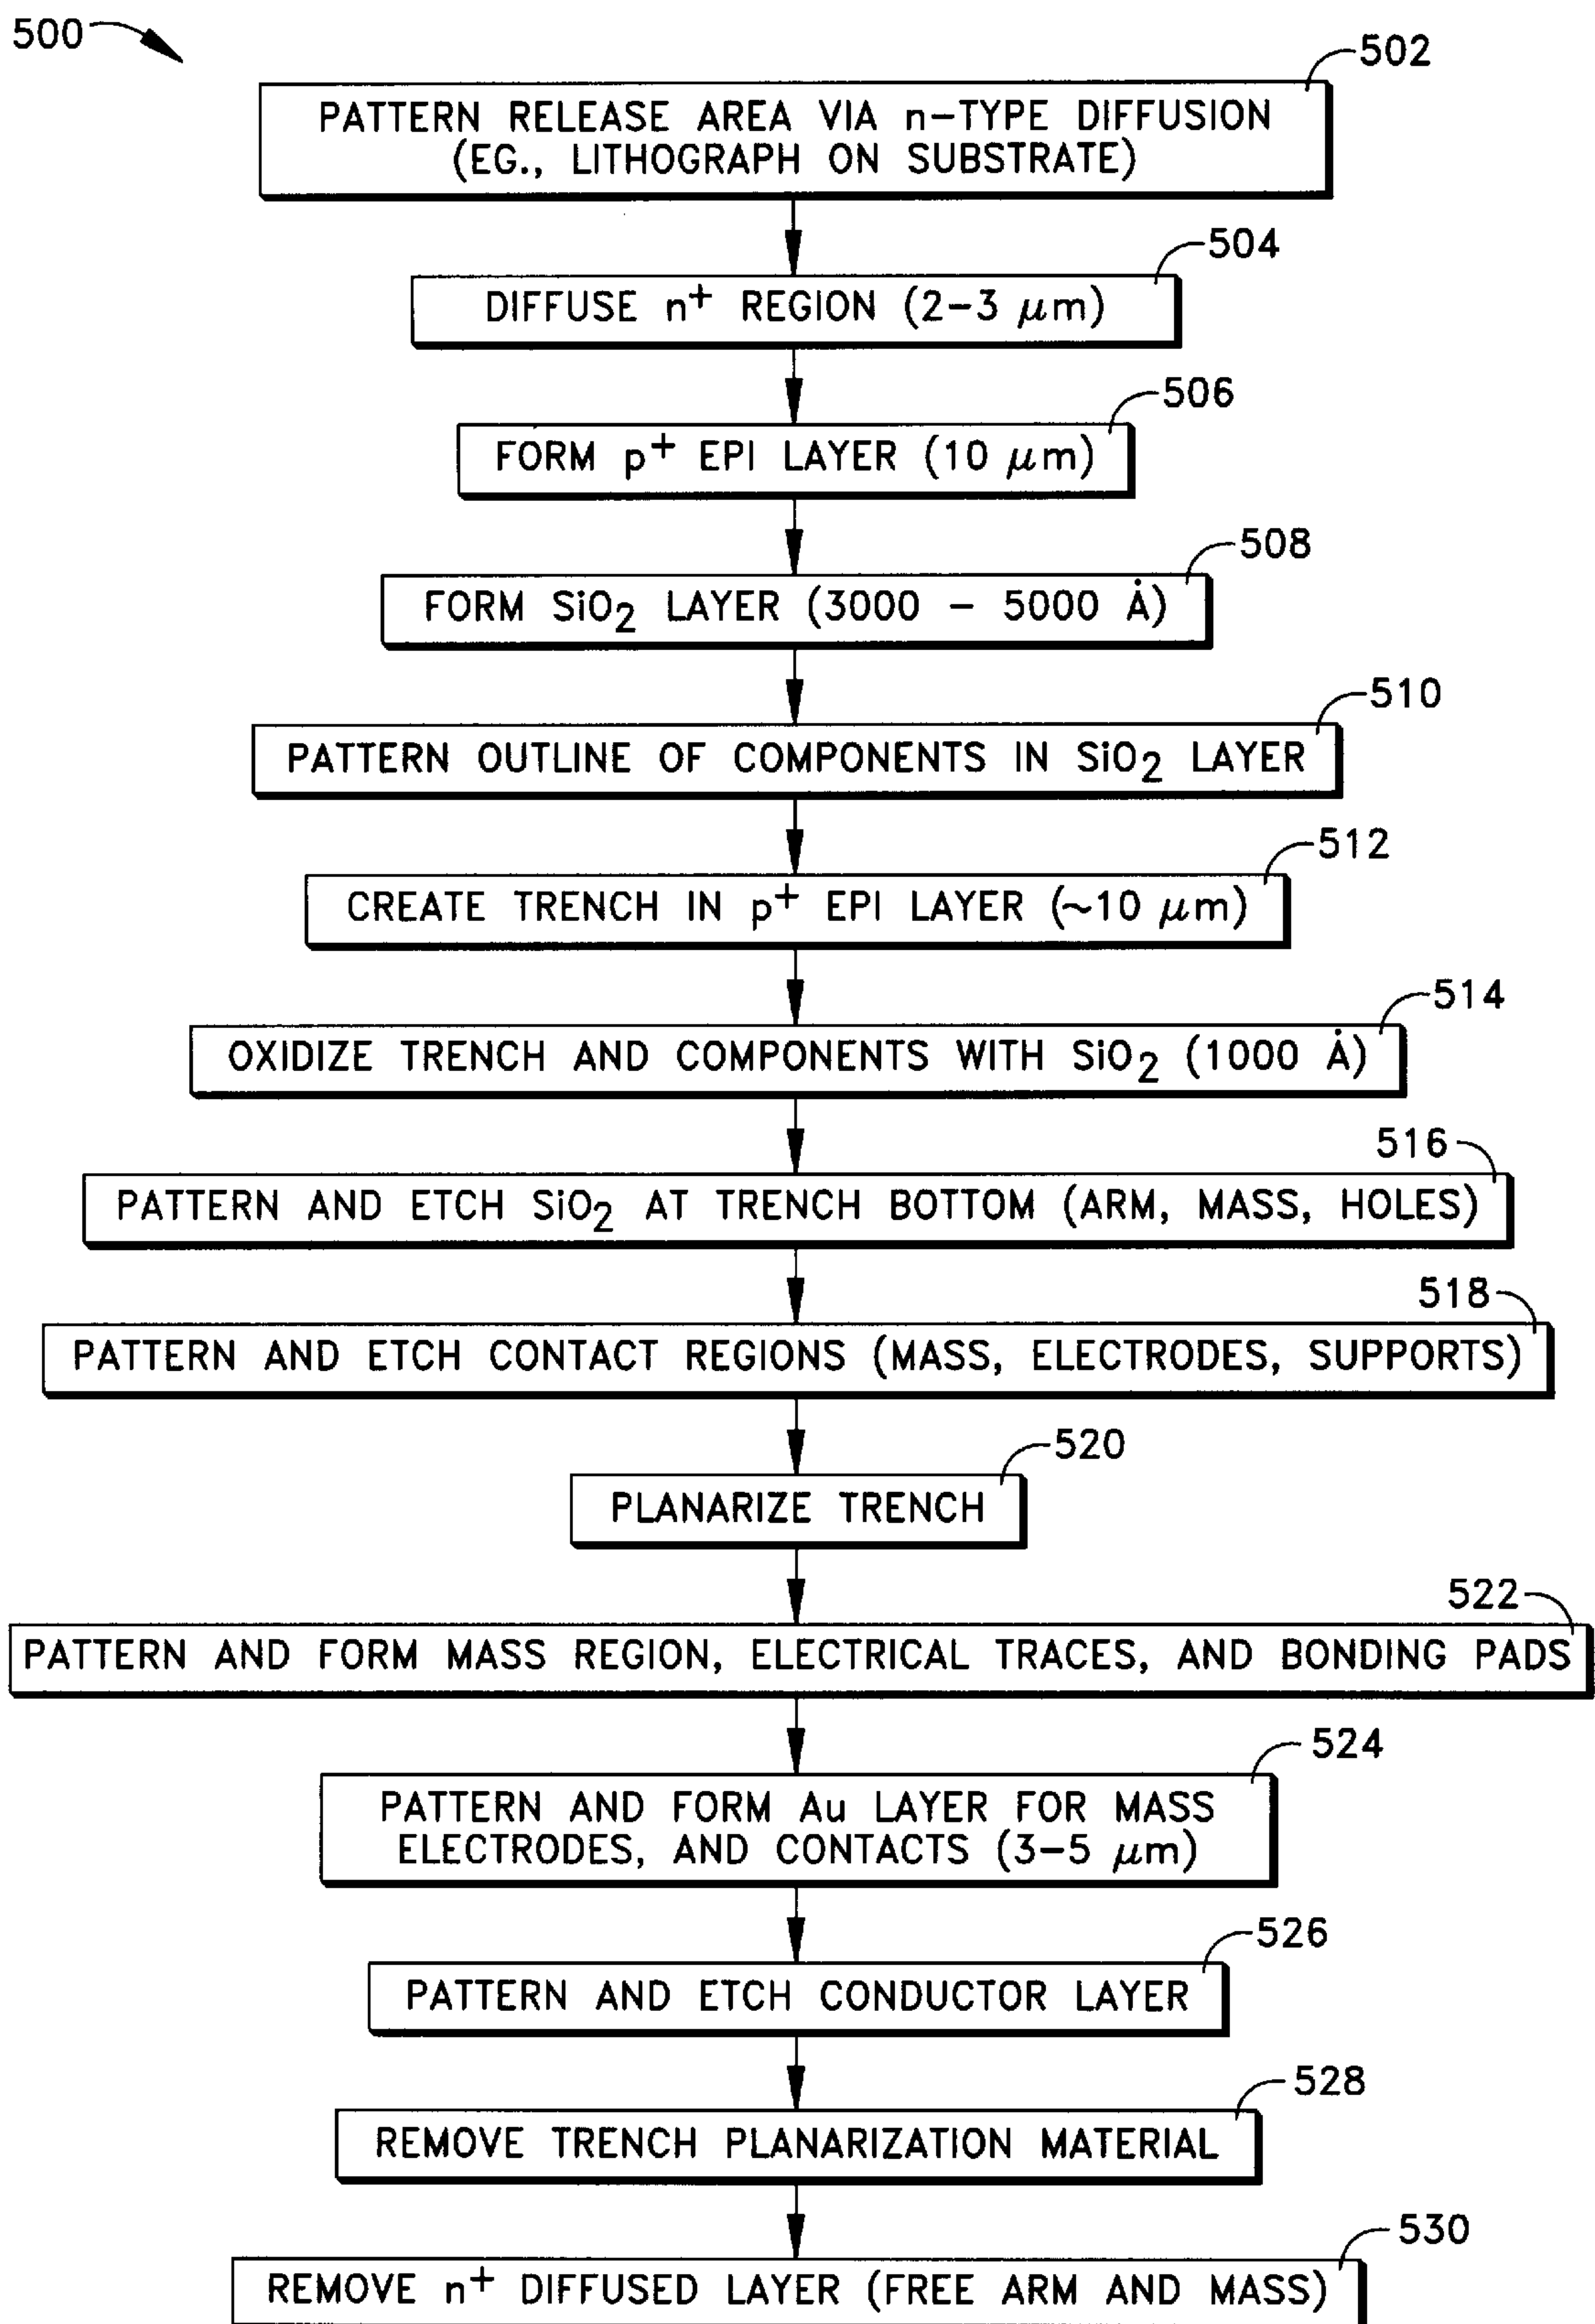 500
502
PATTERN RELEASE AREA VIA n-TYPE DIFFUSION
(EG., LITHOGRAPH ON SUBSTRATE)
504
DIFFUSE n+ REGION (2-3 μm)
506
FORM p+ EPI LAYER (10 μm)
508
FORM SiO2 LAYER (3000 - 5000 Å)
510
PATTERN OUTLINE OF COMPONENTS IN SiO2 LAYER
512
CREATE TRENCH IN p+ EPI LAYER (~10 μm)
514
OXIDIZE TRENCH AND COMPONENTS WITH SiO2 (1000 Å)
516
PATTERN AND ETCH SiO2 AT TRENCH BOTTOM (ARM, MASS, HOLES)
518
PATTERN AND ETCH CONTACT REGIONS (MASS, ELECTRODES, SUPPORTS)
520
PLANARIZE TRENCH
522
PATTERN AND FORM MASS REGION, ELECTRICAL TRACES, AND BONDING PADS
524
PATTERN AND FORM Au LAYER FOR MASS
ELECTRODES, AND CONTACTS (3-5 μm)
526
PATTERN AND ETCH CONDUCTOR LAYER
528
REMOVE TRENCH PLANARIZATION MATERIAL
530
REMOVE n+ DIFFUSED LAYER (FREE ARM AND MASS)